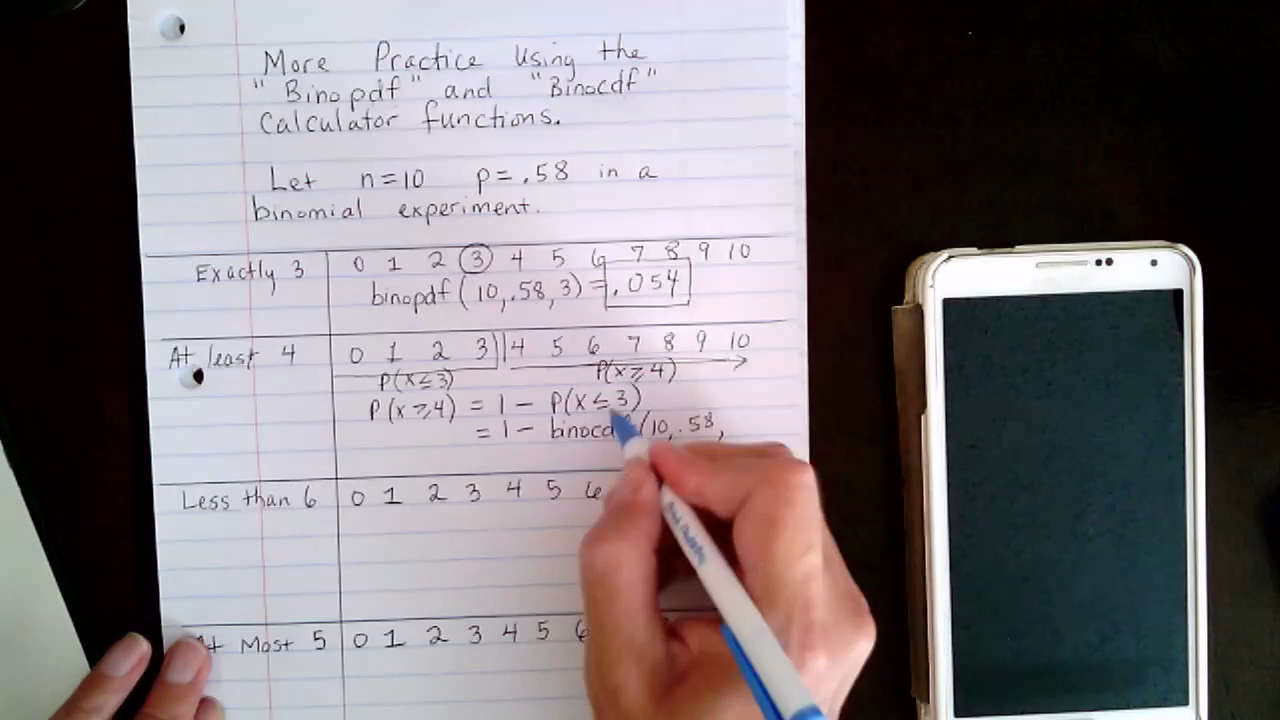 More Practice Using the
"Binopdf" and "Binocdf"
Calculator functions.
Let n=10 p=.58 in a
binomial experiment.
Exactly 3 0 1 2 3 4 5 6 7 8 9 10
binopdf(10,.58,3) = .054
At least 4 0 1 2 3 4 5 6 7 8 9 10
P(x≤3) P(x≥4)
P(x≥4) = 1 - P(x≤3)
= 1 - (10,.58,
Less than 6 0 1 2 3 4 5 6
Most 5 0 1 2 3 4 5